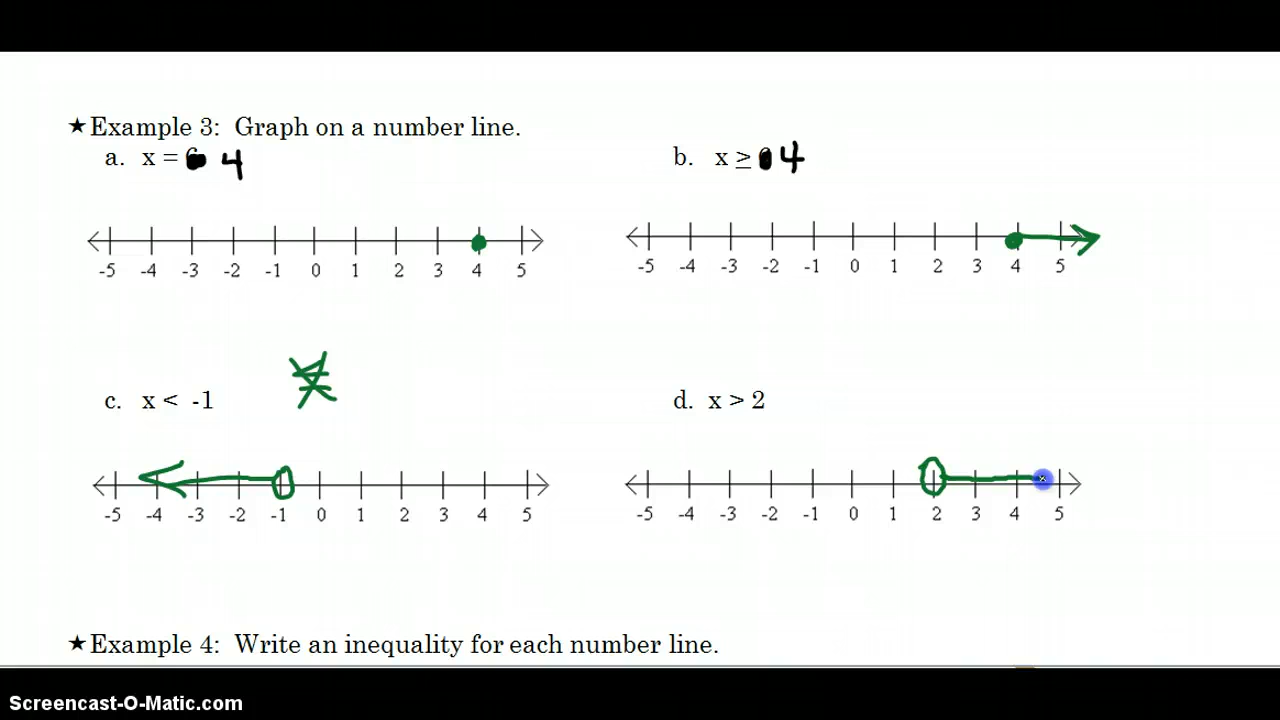 ★Example 3: Graph on a number line.
a. x = 4
b. x ≥ 4
-5 -4 -3 -2 -1 0 1 2 3 4 5
-5 -4 -3 -2 -1 0 1 2 3 4 5
c. x < -1
d. x > 2
-5 -4 -3 -2 -1 0 1 2 3 4 5
-5 -4 -3 -2 -1 0 1 2 3 4 5
★Example 4: Write an inequality for each number line.
Screencast-O-Matic.com